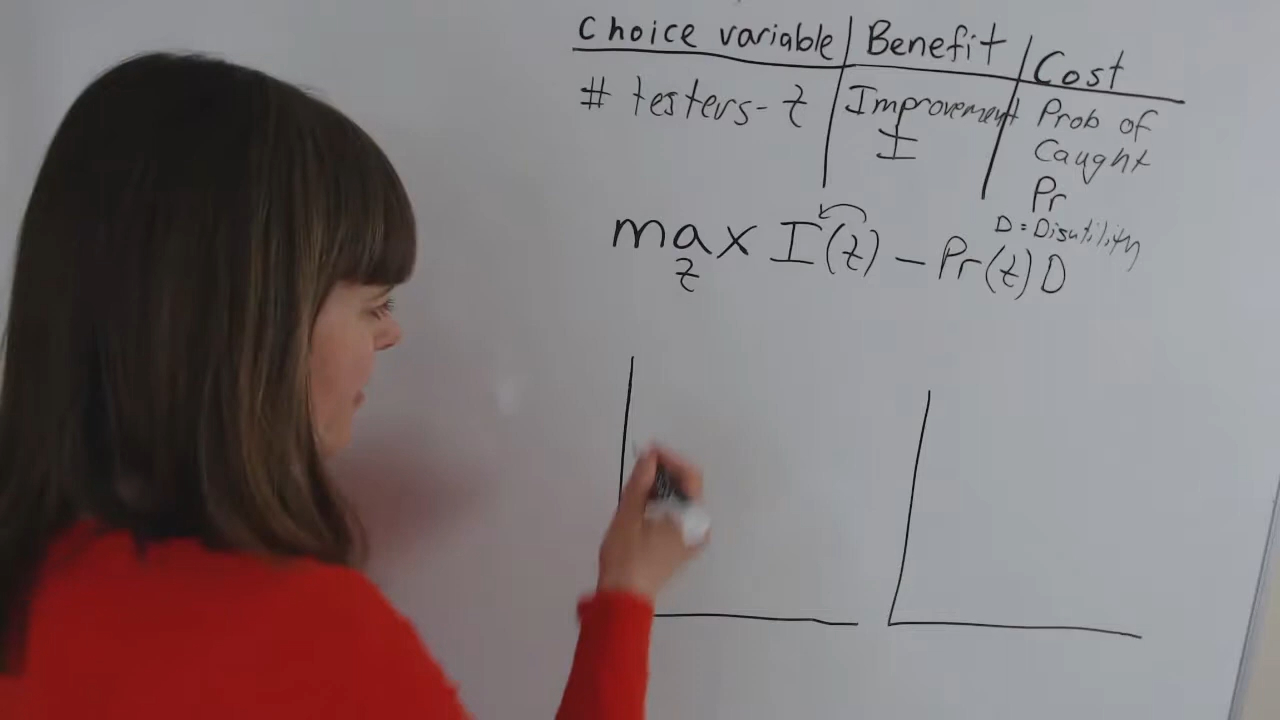 Choice variable Benefit Cost
# testers - t Improvement Prob of
I Caught
Pr
D = Disutility
max I(t) - Pr(t) D
t